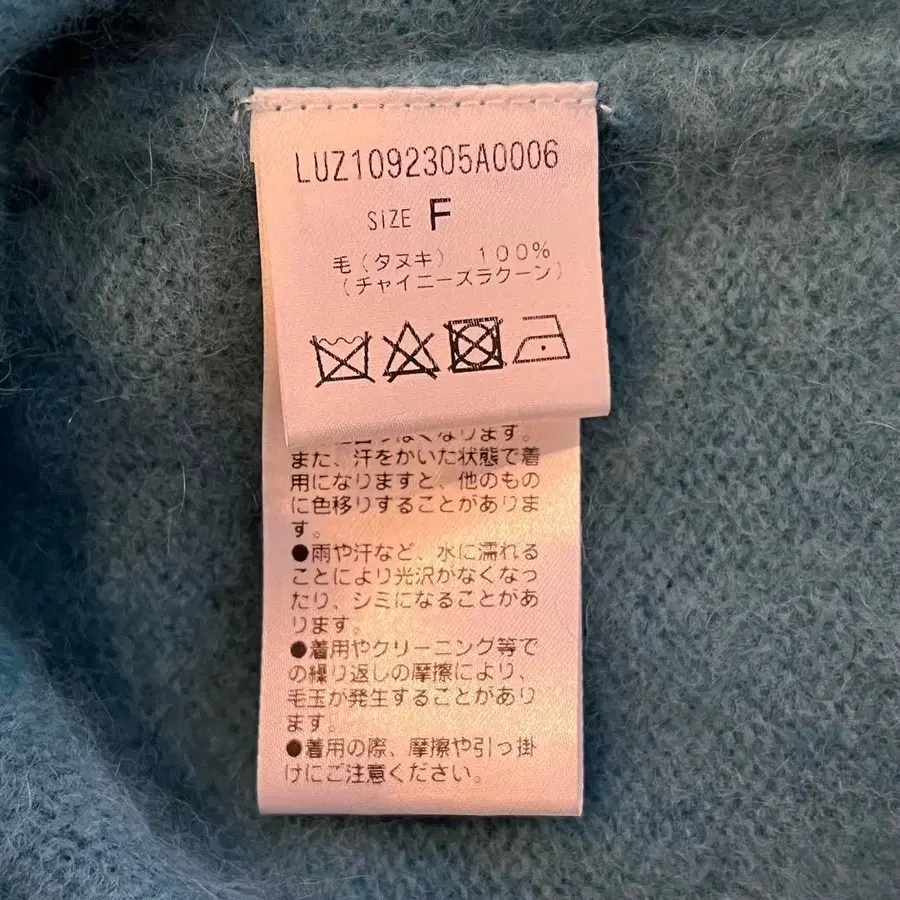 LUZ1092305A0006
SIZE F
毛(タヌキ) 100%
(チャイニーズラクーン)
くなります。
また、汗をかいた状態で着
用になりますと、他のもの
に色移りすることがありま
す。
●雨や汗など、水に濡れる
ことにより光沢がなくなっ
たり、シミになることがあ
ります。
●着用やクリーニング等で
の繰り返しの摩擦により、
毛玉が発生することがあり
ます。
●着用の際、摩擦や引っ掛
けにご注意ください。